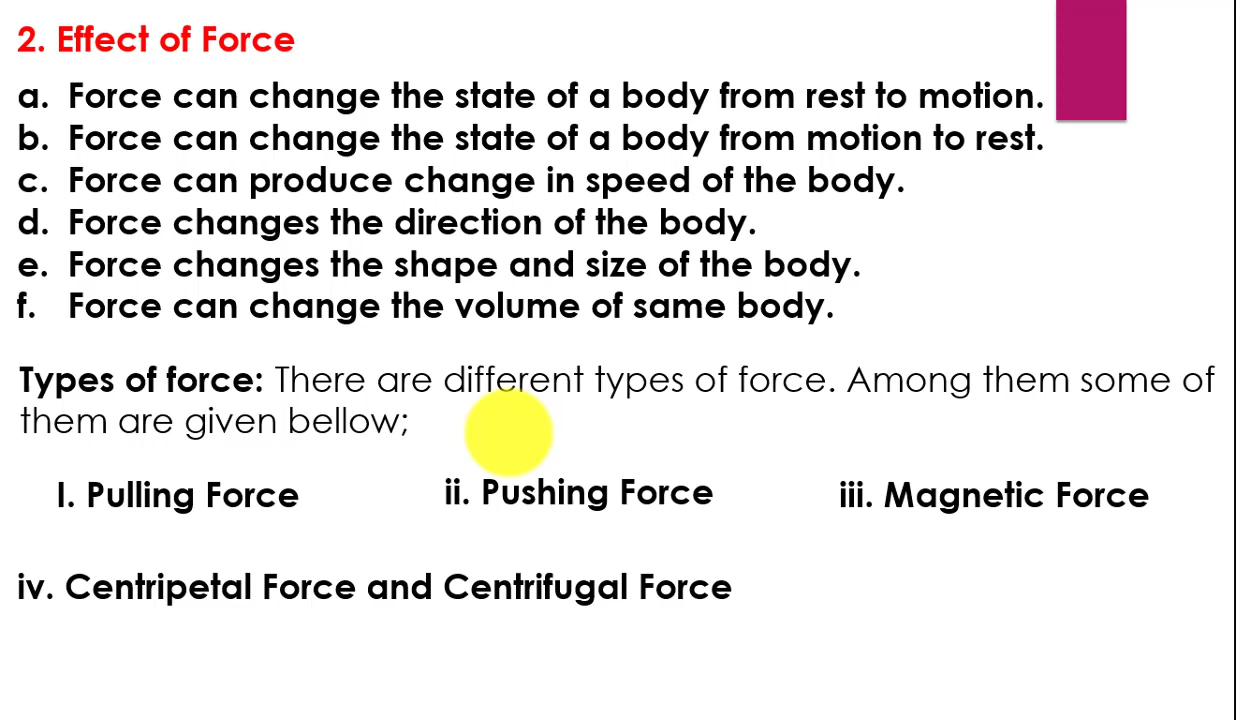 2. Effect of Force
a. Force can change the state of a body from rest to motion.
b. Force can change the state of a body from motion to rest.
c. Force can produce change in speed of the body.
d. Force changes the direction of the body.
e. Force changes the shape and size of the body.
f. Force can change the volume of same body.
Types of force: There are different types of force. Among them some of
them are given bellow;
I. Pulling Force ii. Pushing Force iii. Magnetic Force
iv. Centripetal Force and Centrifugal Force